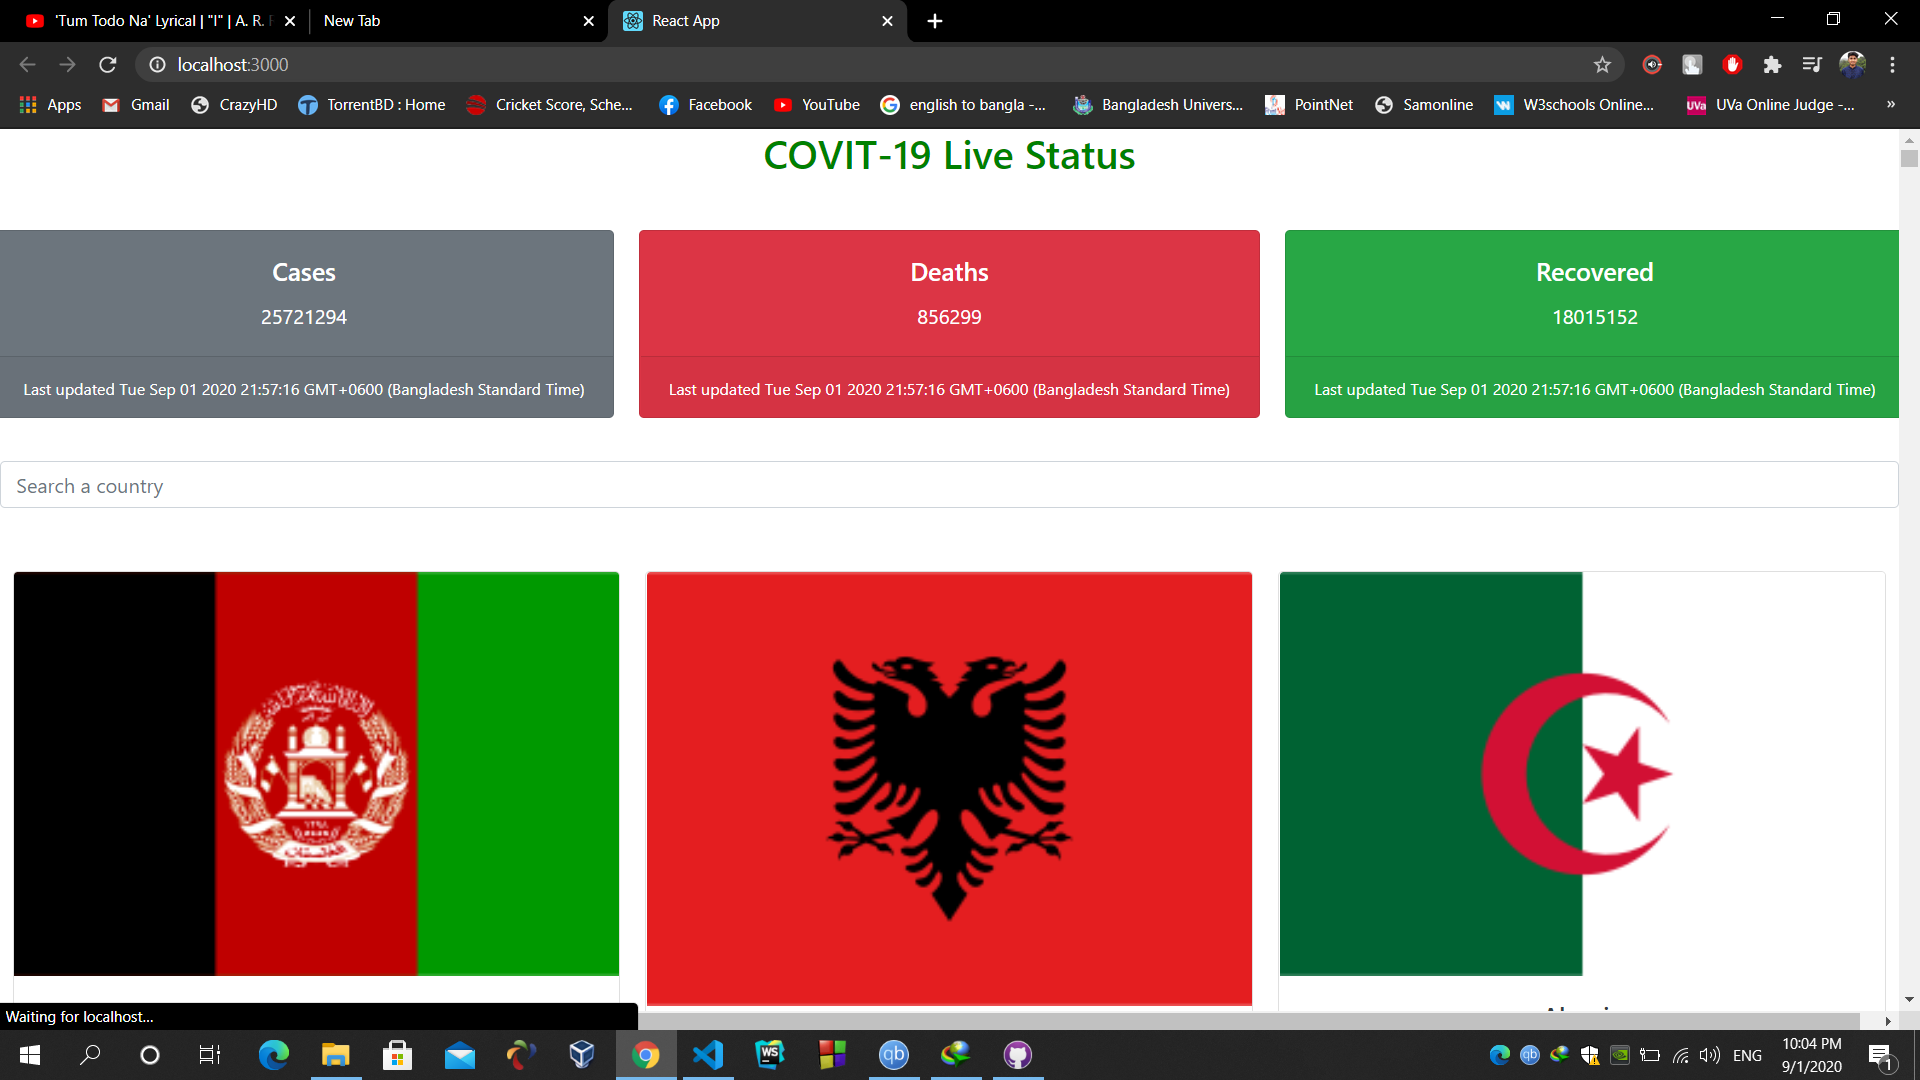 'Tum Todo Na' Lyrical | "I" | A. R.
New Tab
React App
localhost:3000
Apps
Gmail
CrazyHD
TorrentBD : Home
Cricket Score, Sche...
Facebook
YouTube
english to bangla -...
Bangladesh Univers...
PointNet
Samonline
W3schools Online...
UVa
UVa Online Judge -...
»
COVIT-19 Live Status
Cases
25721294
Last updated Tue Sep 01 2020 21:57:16 GMT+0600 (Bangladesh Standard Time)
Deaths
856299
Last updated Tue Sep 01 2020 21:57:16 GMT+0600 (Bangladesh Standard Time)
Recovered
18015152
Last updated Tue Sep 01 2020 21:57:16 GMT+0600 (Bangladesh Standard Time)
Search a country
Waiting for localhost...
WS
qb
qb
ENG
10:04 PM
9/1/2020
1